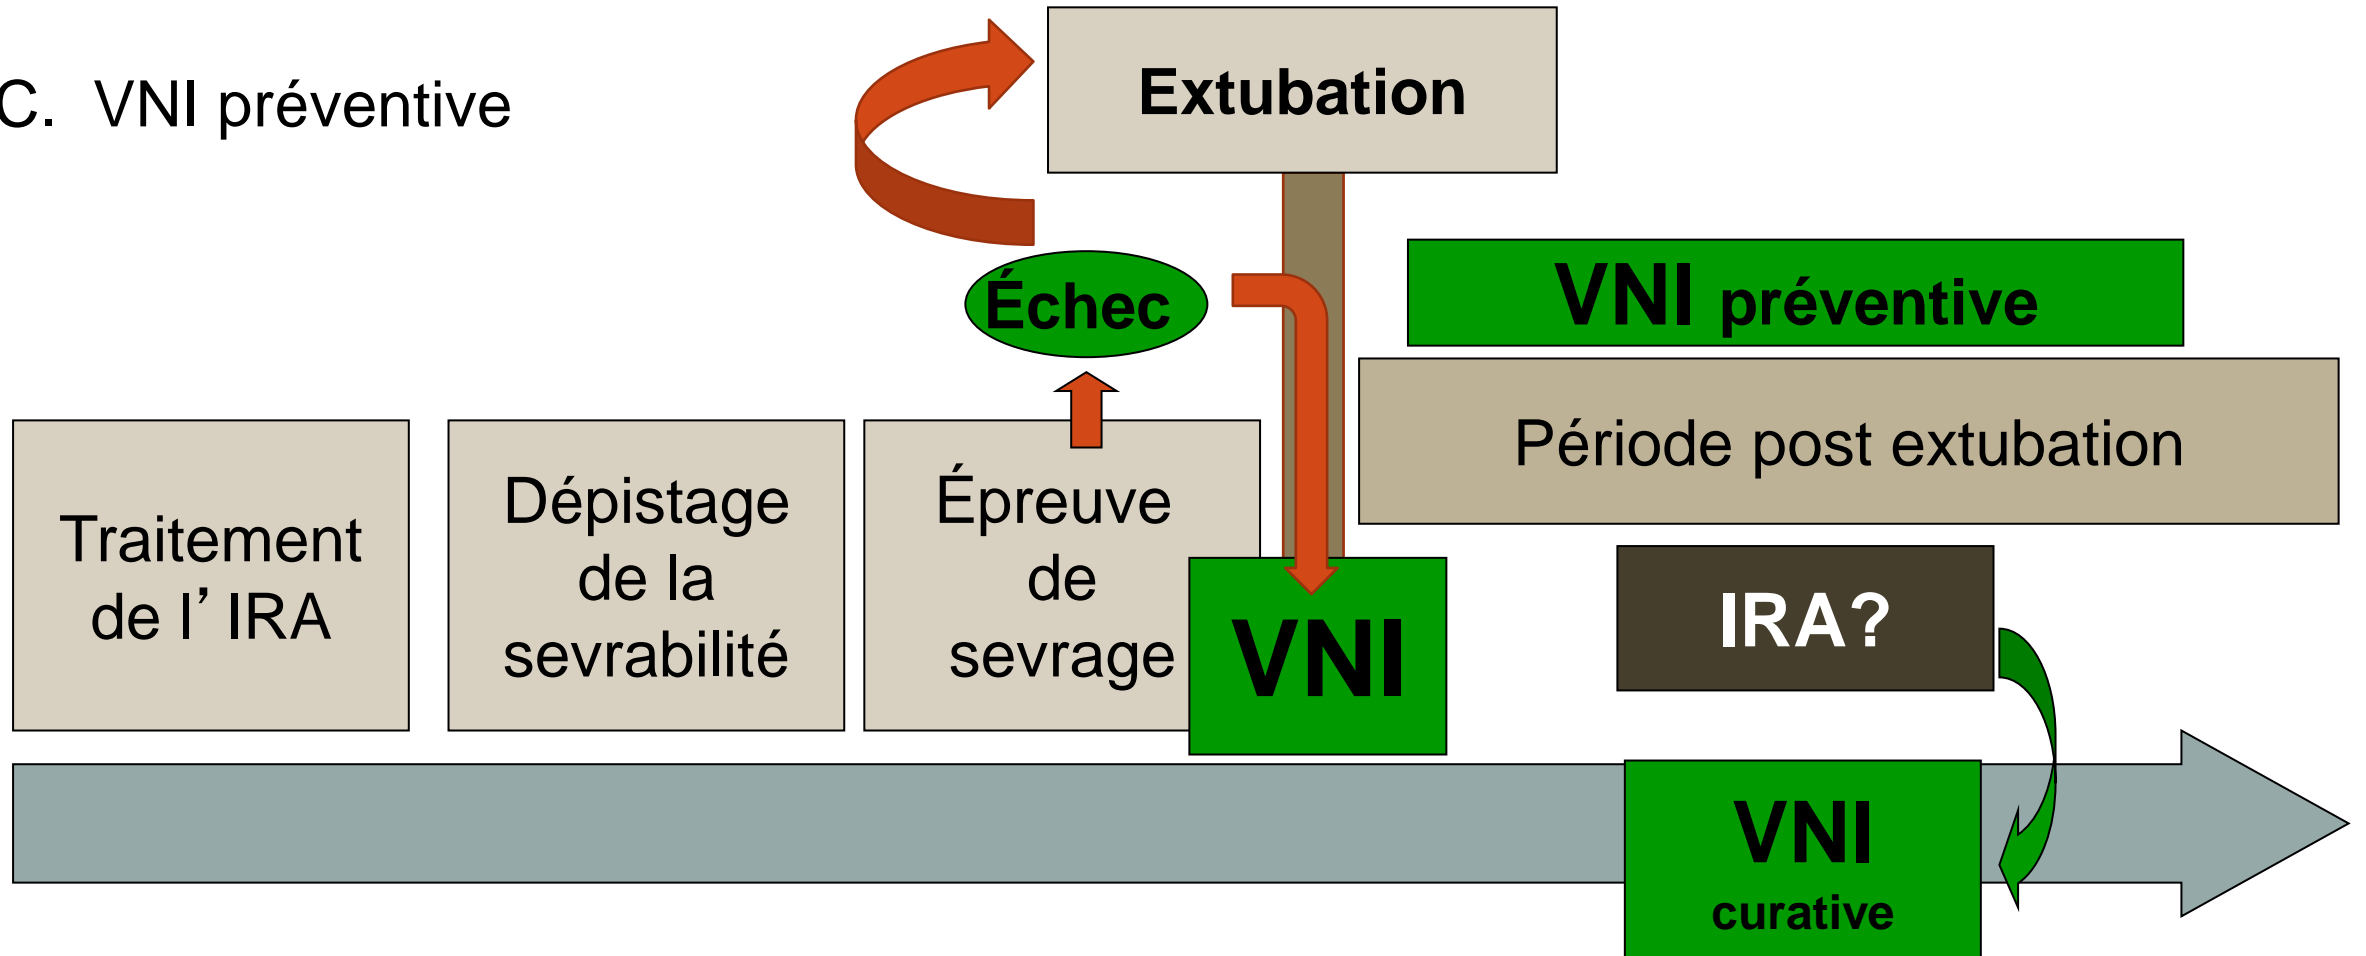 C. VNI préventive
Extubation
Échec
VNI préventive
Période post extubation
Traitement
de l’ IRA
Dépistage
de la
sevrabilité
Épreuve
de
sevrage
VNI
IRA?
VNI
curative